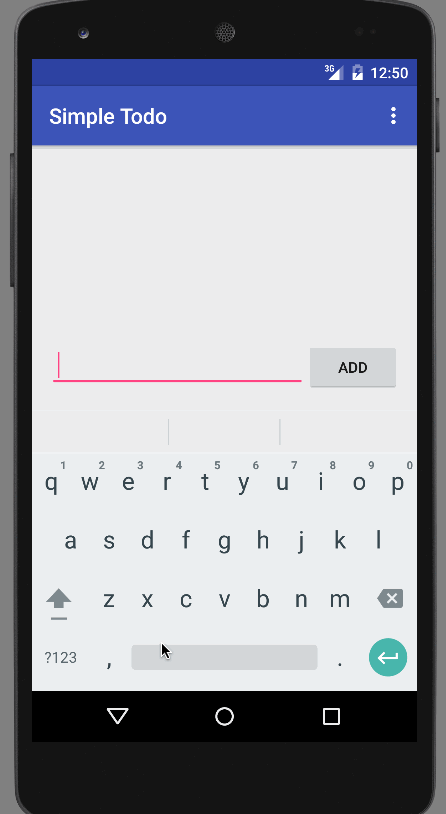 3G 12:50
Simple Todo
ADD
1 2 3 4 5 6 7 8 9 0
q w e r t y u i o p
a s d f g h j k l
z x c v b n m
?123 , .